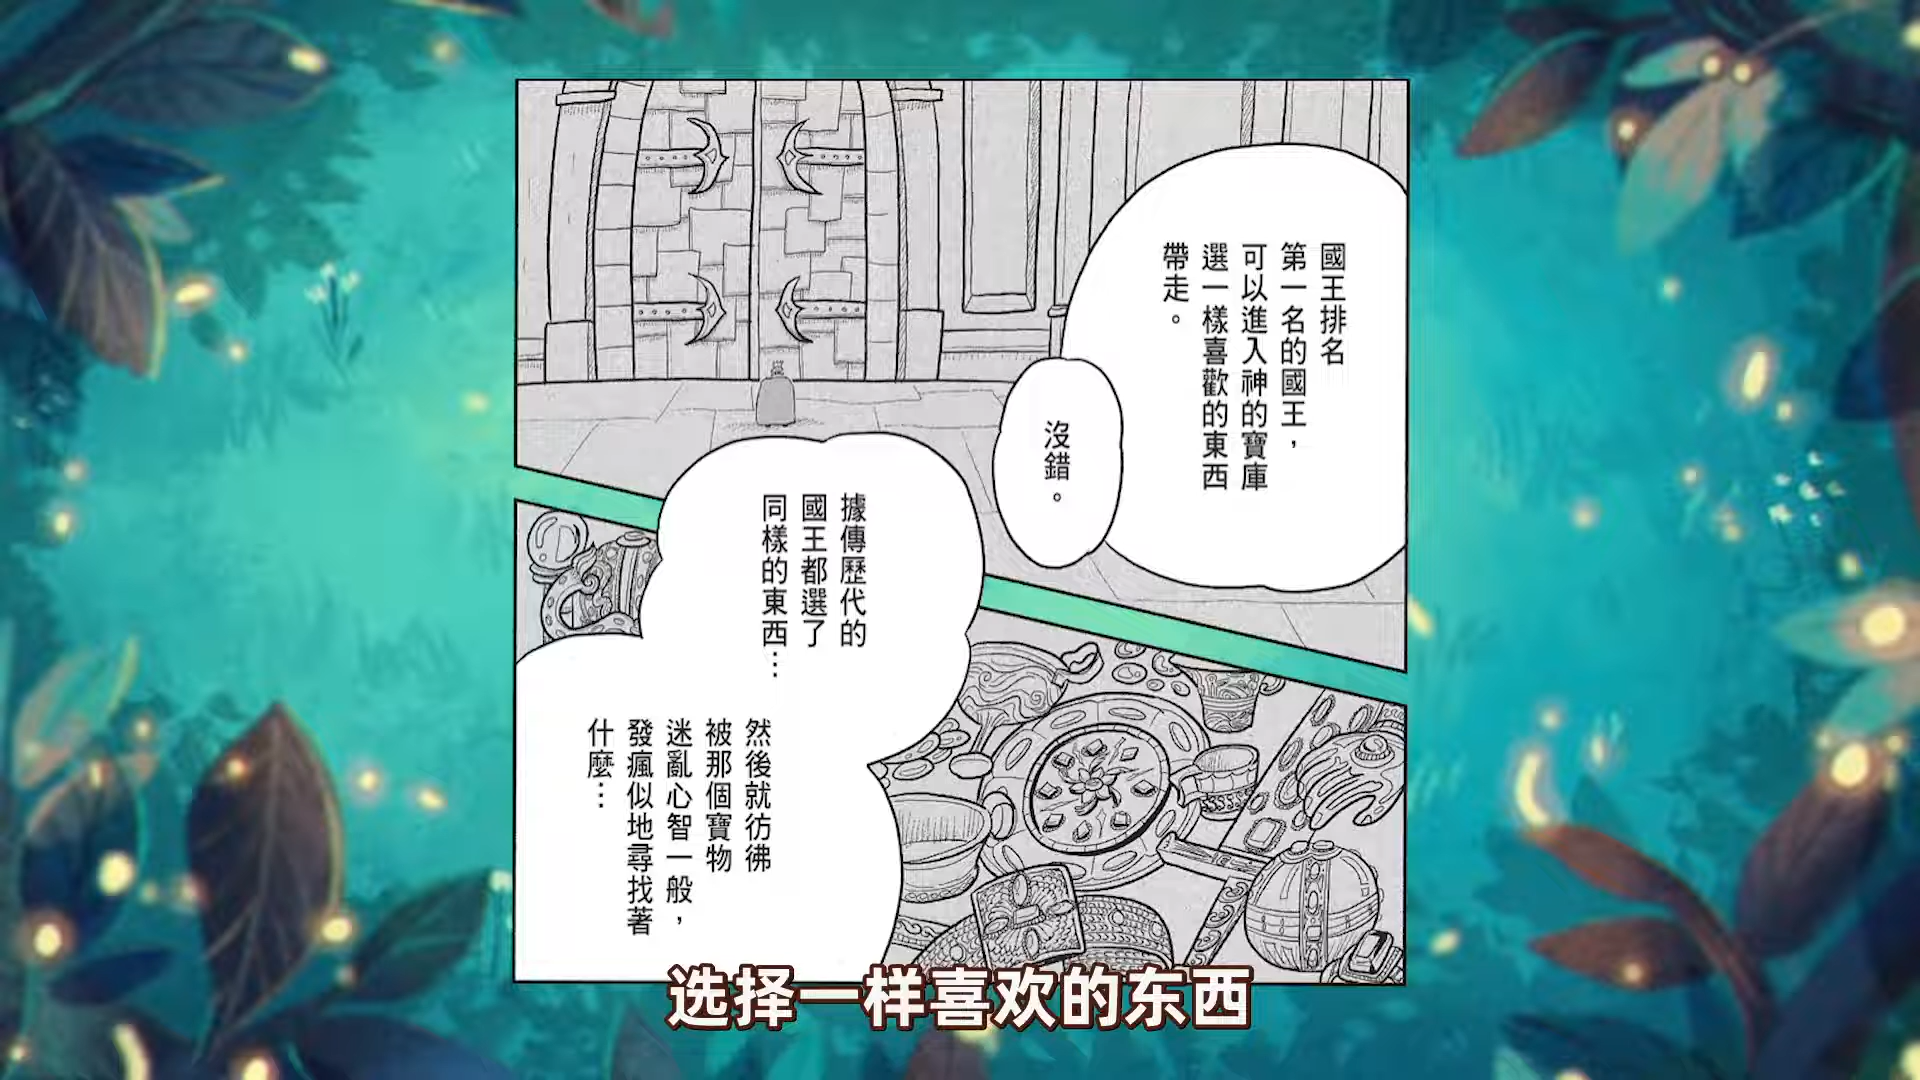 國王排名
第一名的國王，
可以進入神的寶庫
選一樣喜歡的東西
帶走。
沒錯。
據傳歷代的
國王都選了
同樣的東西…
然後就彷彿
被那個寶物
迷亂心智一般，
發瘋似地尋找著
什麼…
选择一样喜欢的东西